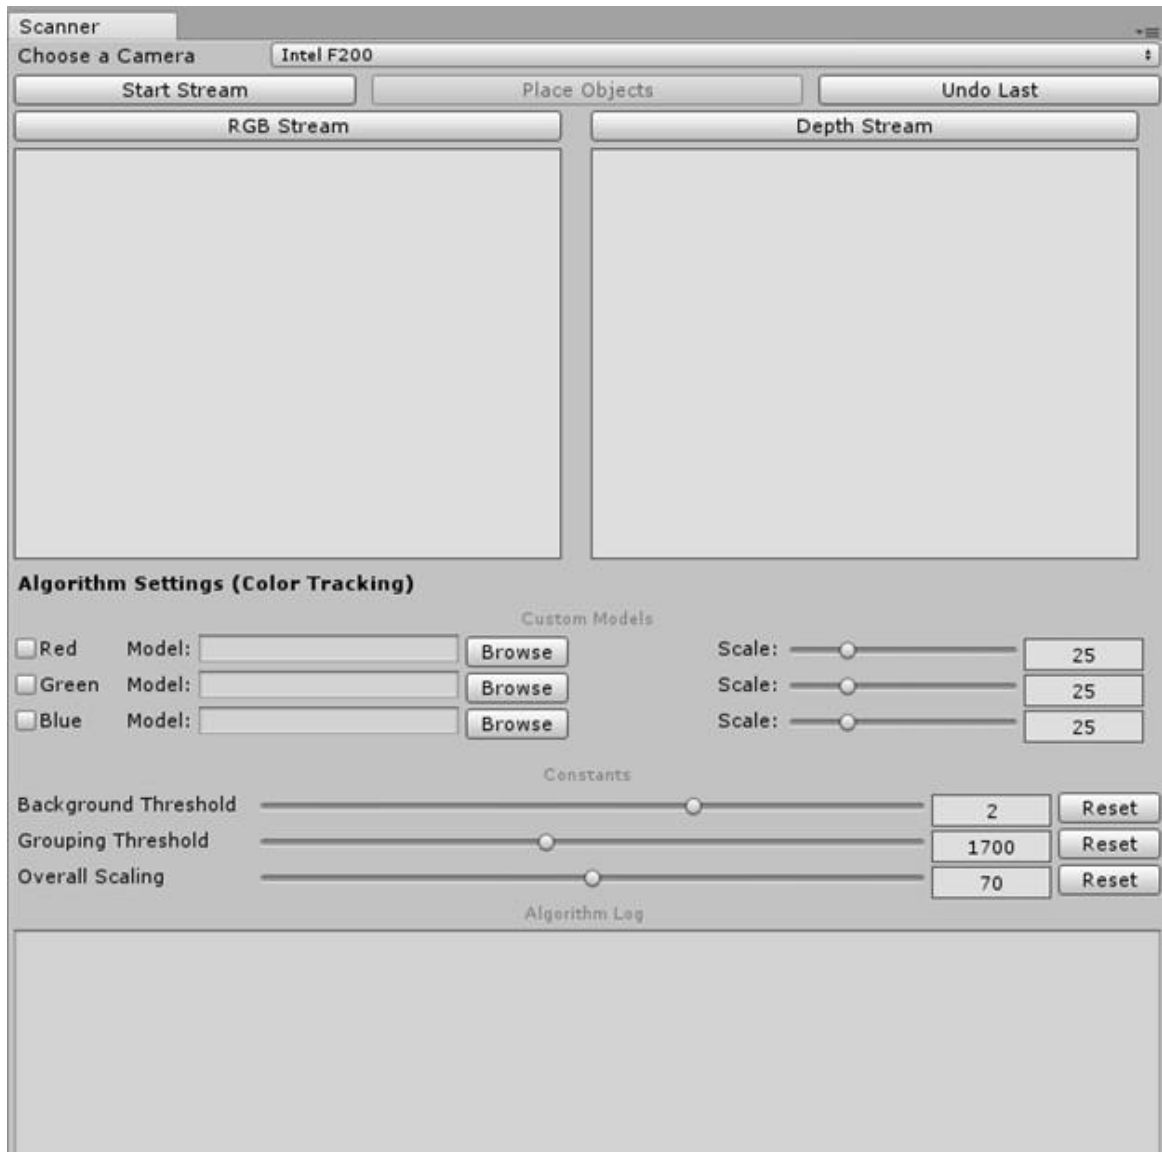 Scanner
Choose a Camera Intel F200
Start Stream Place Objects Undo Last
RGB Stream Depth Stream
Algorithm Settings (Color Tracking)
Custom Models
Red Model: Browse Scale: 25
Green Model: Browse Scale: 25
Blue Model: Browse Scale: 25
Constants
Background Threshold 2 Reset
Grouping Threshold 1700 Reset
Overall Scaling 70 Reset
Algorithm Log